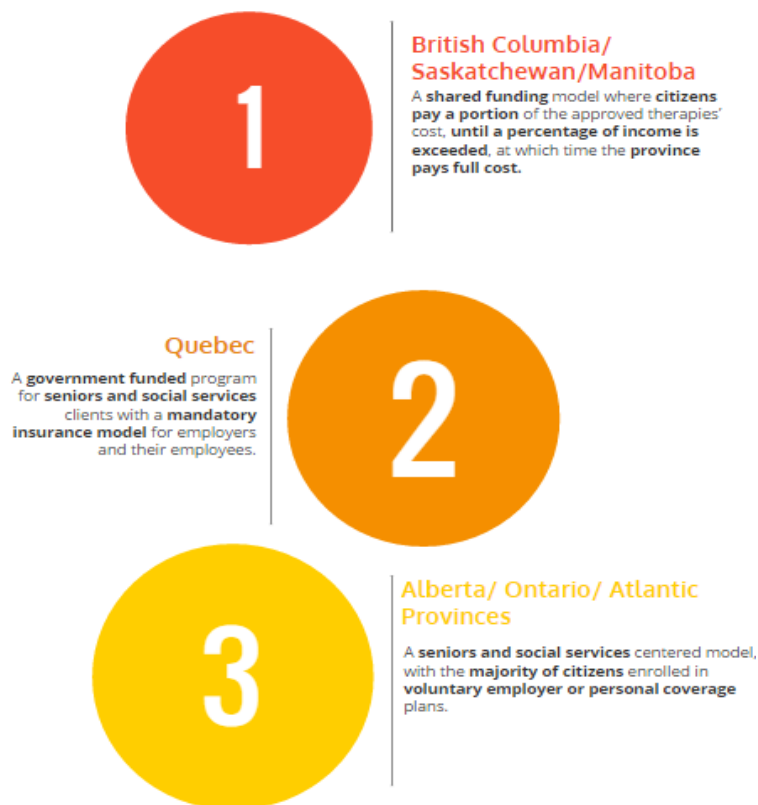 1
British Columbia/
Saskatchewan/Manitoba
A shared funding model where citizens
pay a portion of the approved therapies'
cost, until a percentage of income is
exceeded, at which time the province
pays full cost.
Quebec
A government funded program
for seniors and social services
clients with a mandatory
insurance model for employers
and their employees.
2
3
Alberta/ Ontario/ Atlantic
Provinces
A seniors and social services centered model,
with the majority of citizens enrolled in
voluntary employer or personal coverage
plans.